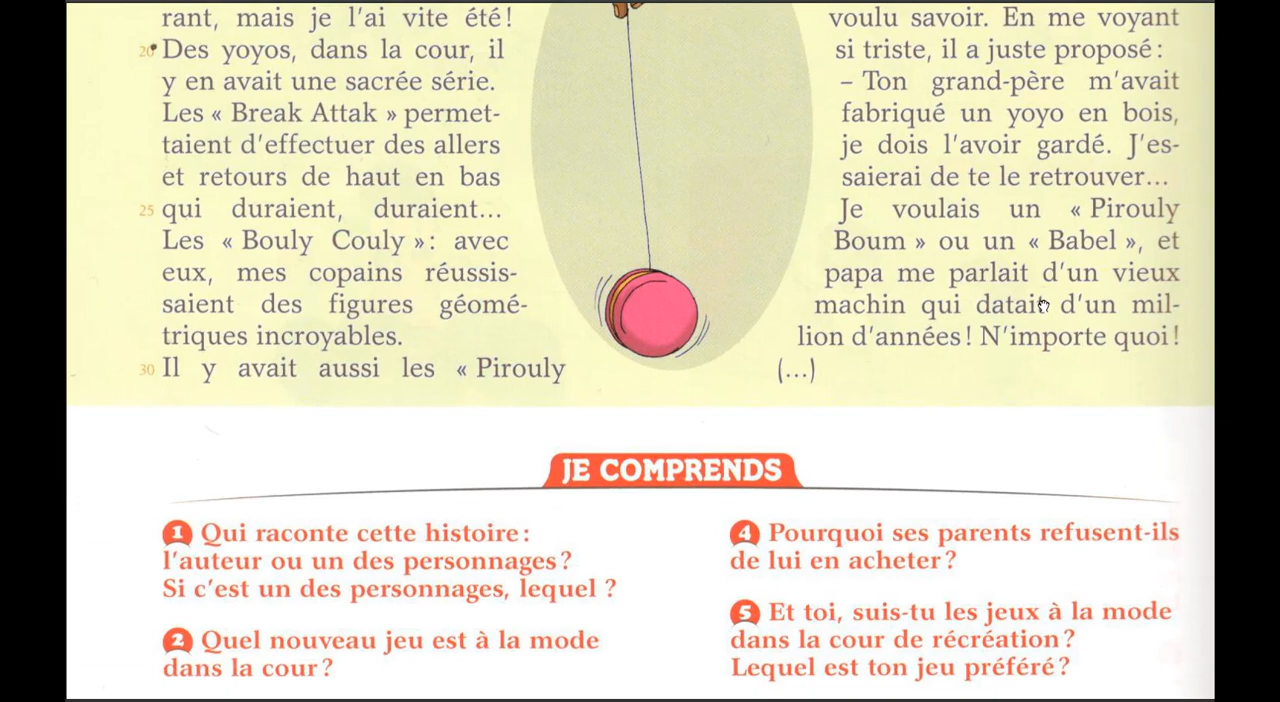 rant, mais je l'ai vite été!
20 Des yoyos, dans la cour, il
y en avait une sacrée série.
Les « Break Attak » permet-
taient d'effectuer des allers
et retours de haut en bas
25 qui duraient, duraient...
Les « Bouly Couly » : avec
eux, mes copains réussis-
saient des figures géomé-
triques incroyables.
30 Il y avait aussi les « Pirouly
voulu savoir. En me voyant
si triste, il a juste proposé :
– Ton grand-père m'avait
fabriqué un yoyo en bois,
je dois l'avoir gardé. J'es-
saierai de te le retrouver...
Je voulais un « Pirouly
Boum » ou un « Babel », et
papa me parlait d'un vieux
machin qui datait d'un mil-
lion d'années! N'importe quoi!
(...)
JE COMPRENDS
1 Qui raconte cette histoire :
l'auteur ou un des personnages ?
Si c'est un des personnages, lequel ?
2 Quel nouveau jeu est à la mode
dans la cour ?
4 Pourquoi ses parents refusent-ils
de lui en acheter ?
5 Et toi, suis-tu les jeux à la mode
dans la cour de récréation ?
Lequel est ton jeu préféré ?